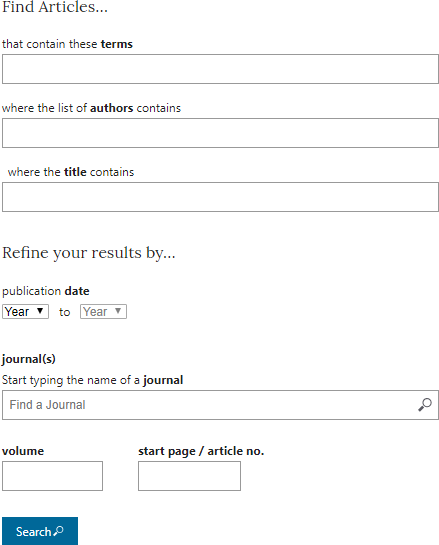 Find Articles...
that contain these terms
where the list of authors contains
where the title contains
Refine your results by...
publication date
Year to Year
journal(s)
Start typing the name of a journal
Find a Journal
volume start page / article no.
Search